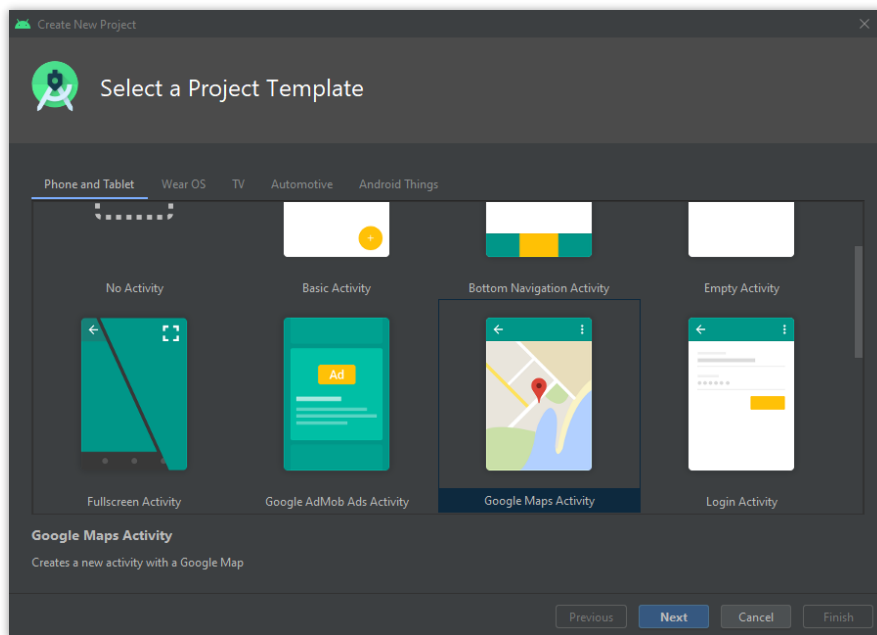 Create New Project
Select a Project Template
Phone and Tablet Wear OS TV Automotive Android Things
+
No Activity Basic Activity Bottom Navigation Activity Empty Activity
Ad
Fullscreen Activity Google AdMob Ads Activity Google Maps Activity Login Activity
Google Maps Activity
Creates a new activity with a Google Map
Previous Next Cancel Finish